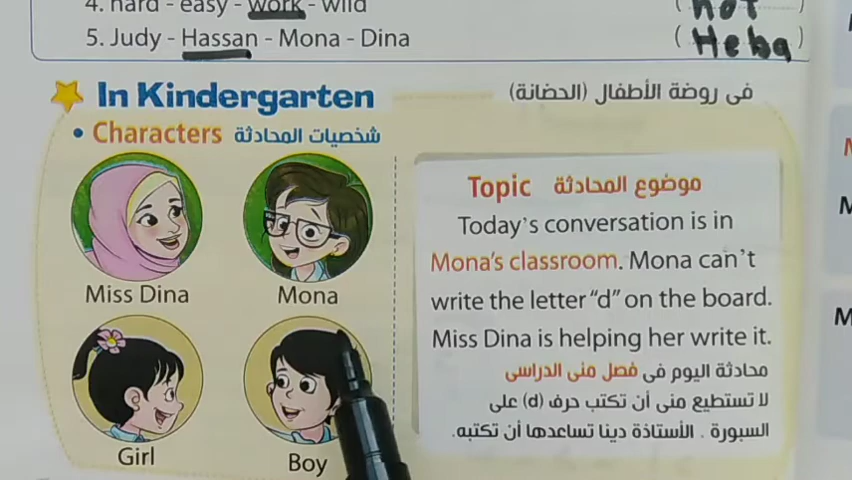 4. hard - easy - work - wild
( hot )
5. Judy - Hassan - Mona - Dina
( Heba )
In Kindergarten
فى روضة الأطفال (الحضانة)
• Characters شخصيات المحادثة
Miss Dina
Mona
Girl
Boy
Topic موضوع المحادثة
Today's conversation is in
Mona's classroom. Mona can't
write the letter "d" on the board.
Miss Dina is helping her write it.
محادثة اليوم فى فصل منى الدراسى
لا تستطيع منى أن تكتب حرف (d) على
السبورة . الأستاذة دينا تساعدها أن تكتبه.